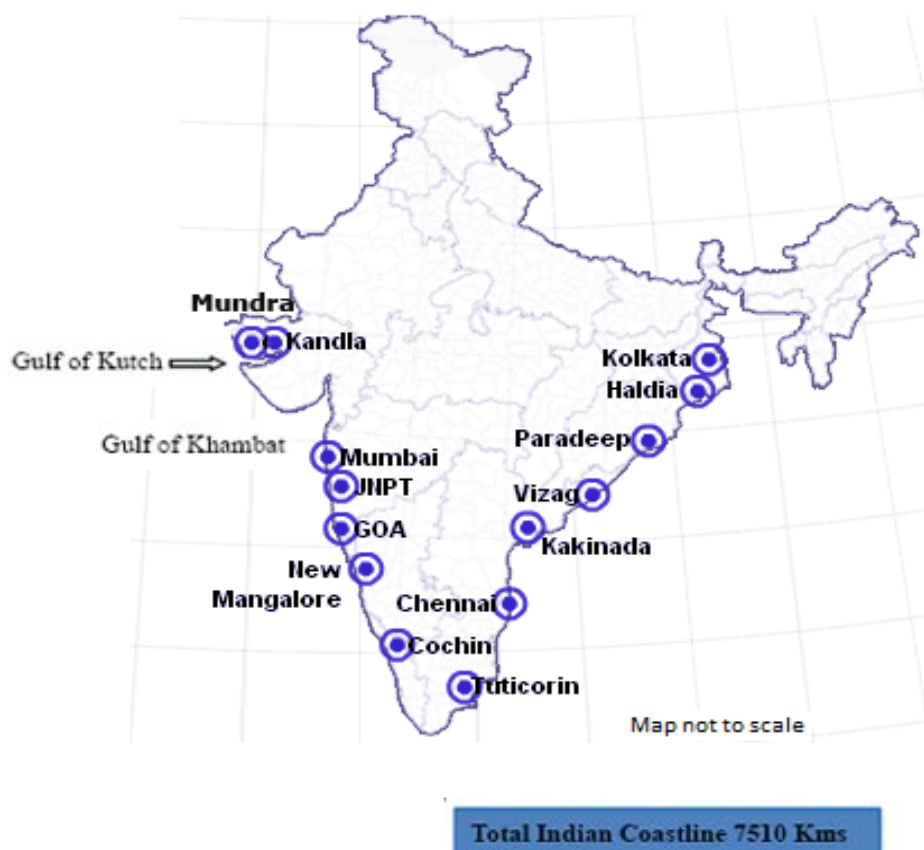 Mundra
Kandla
Gulf of Kutch
Kolkata
Haldia
Gulf of Khambat
Paradeep
Mumbai
JNPT
Vizag
GOA
Kakinada
New
Mangalore
Chennai
Cochin
Tuticorin
Map not to scale
Total Indian Coastline 7510 Kms